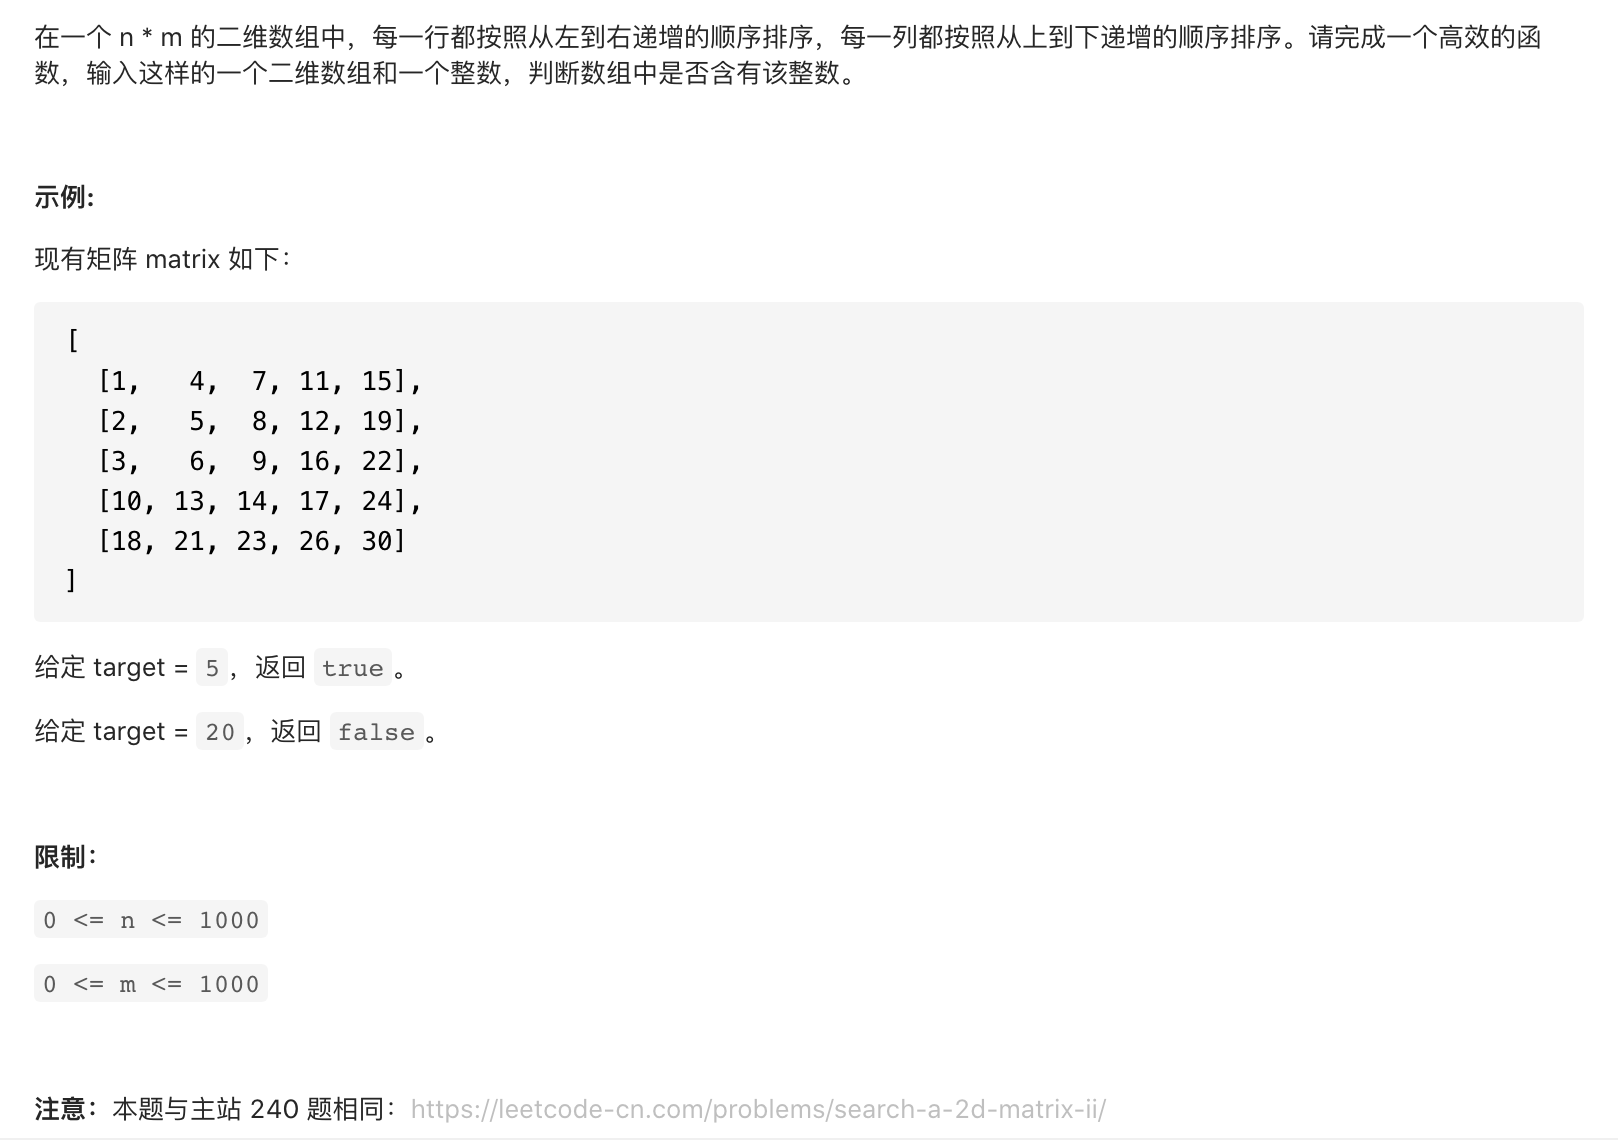 在一个 n * m 的二维数组中，每一行都按照从左到右递增的顺序排序，每一列都按照从上到下递增的顺序排序。请完成一个高效的函
数，输入这样的一个二维数组和一个整数，判断数组中是否含有该整数。
示例:
现有矩阵 matrix 如下：
[
  [1,   4,  7, 11, 15],
  [2,   5,  8, 12, 19],
  [3,   6,  9, 16, 22],
  [10, 13, 14, 17, 24],
  [18, 21, 23, 26, 30]
]
给定 target = 5，返回 true。
给定 target = 20，返回 false。
限制：
0 <= n <= 1000
0 <= m <= 1000
注意：本题与主站 240 题相同：https://leetcode-cn.com/problems/search-a-2d-matrix-ii/